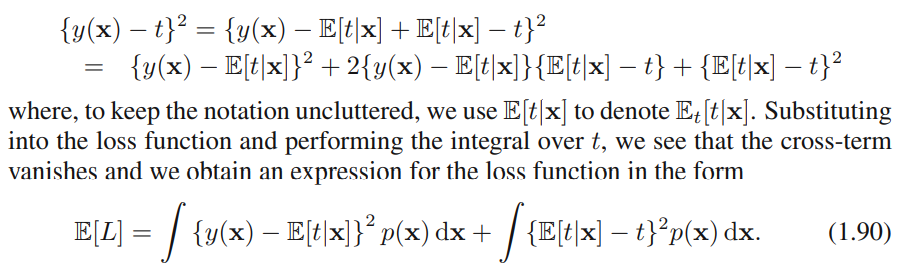 {y(x) − t}² = {y(x) − 𝔼[t|x] + 𝔼[t|x] − t}²
= {y(x) − 𝔼[t|x]}² + 2{y(x) − 𝔼[t|x]}{𝔼[t|x] − t} + {𝔼[t|x] − t}²
where, to keep the notation uncluttered, we use 𝔼[t|x] to denote 𝔼ₜ[t|x]. Substituting
into the loss function and performing the integral over t, we see that the cross-term
vanishes and we obtain an expression for the loss function in the form
𝔼[L] = ∫ {y(x) − 𝔼[t|x]}² p(x) dx + ∫ {𝔼[t|x] − t}² p(x) dx. (1.90)